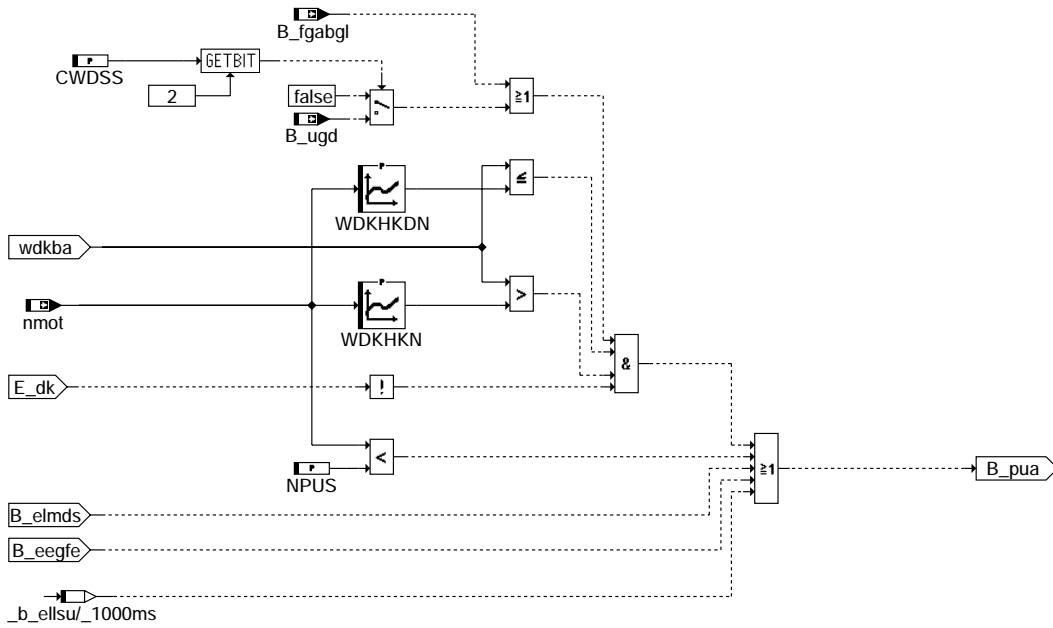 B_fgabgl
P
GETBIT
CWDSS
2
false
≥1
B_ugd
P
≤
WDKHKDN
wdkba
P
>
nmot
WDKHKN
&
E_dk
!
<
P
NPUS
≥1
B_pua
B_elmds
B_eegfe
_b_ellsu/_1000ms